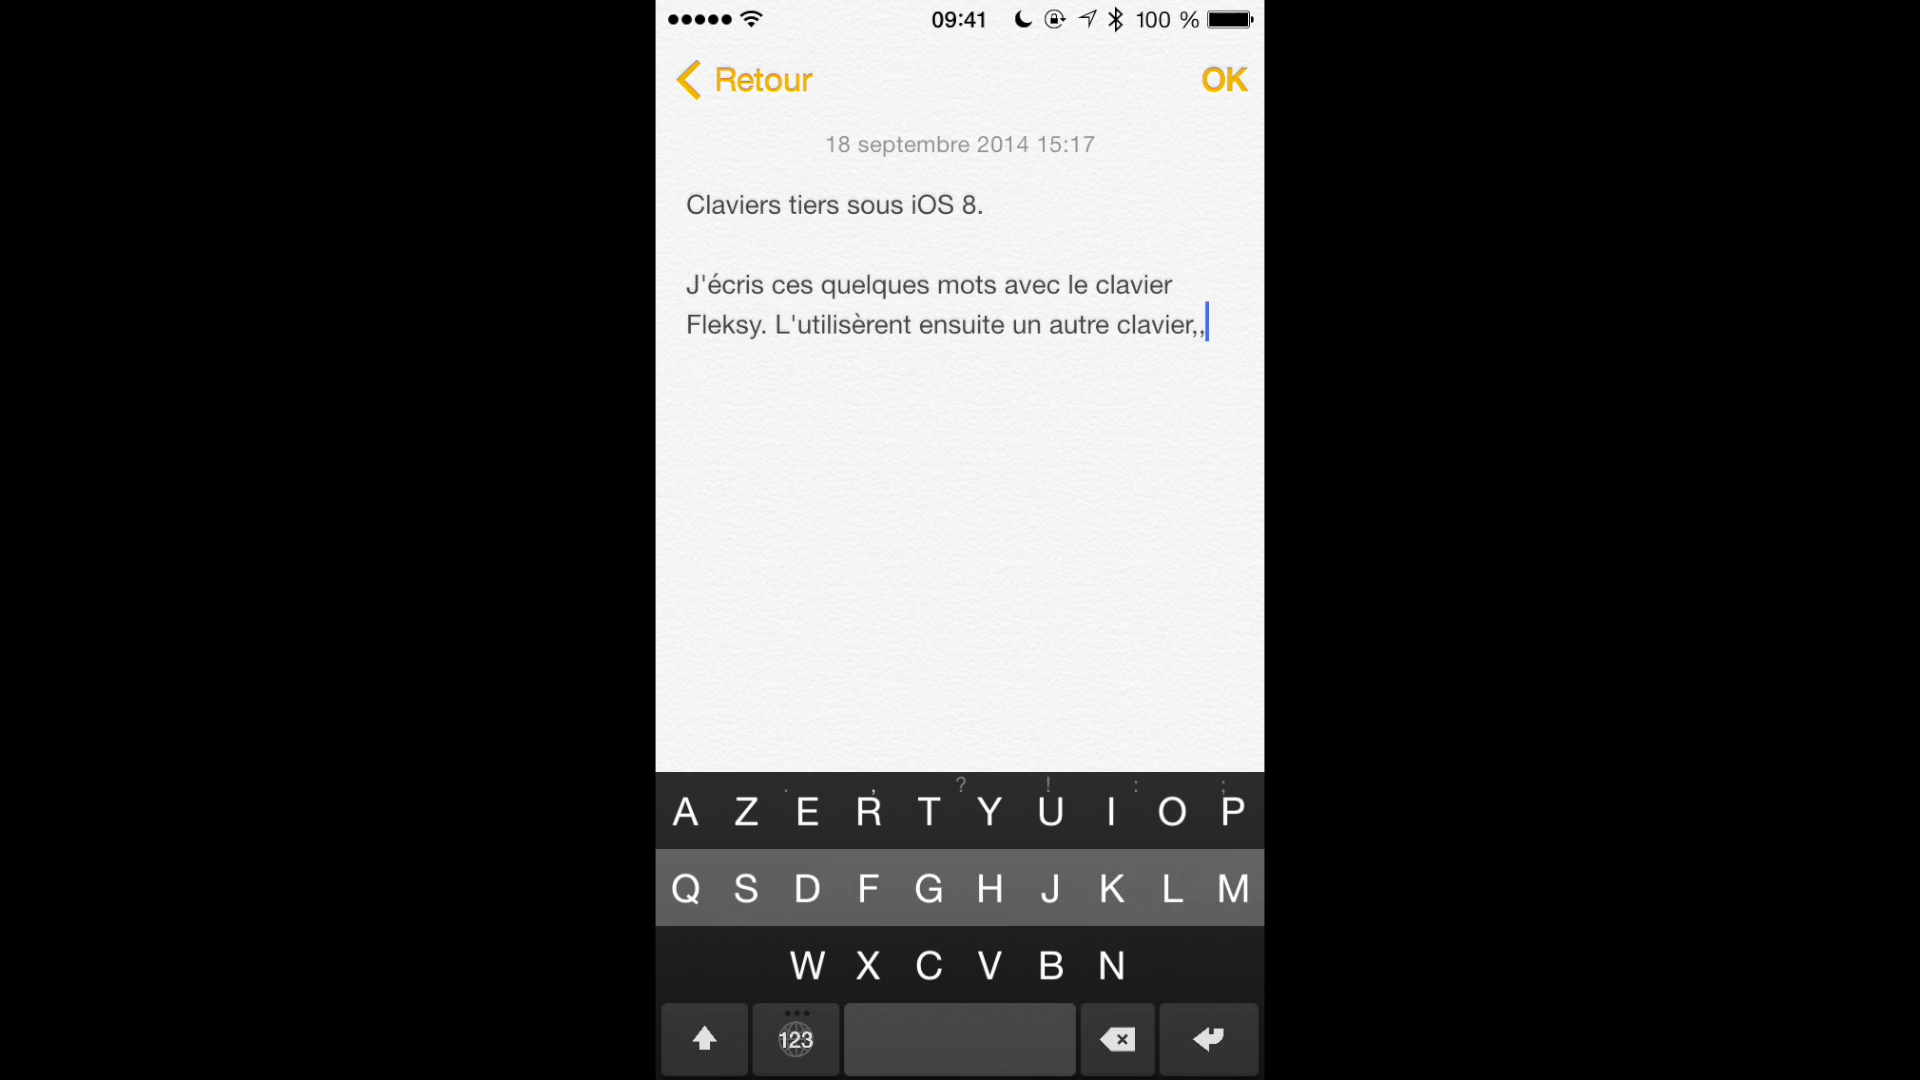 09:41 100 %
Retour OK
18 septembre 2014 15:17
Claviers tiers sous iOS 8.
J'écris ces quelques mots avec le clavier
Fleksy. L'utilisèrent ensuite un autre clavier,,
. , ? ! : ;
A Z E R T Y U I O P
Q S D F G H J K L M
W X C V B N
123